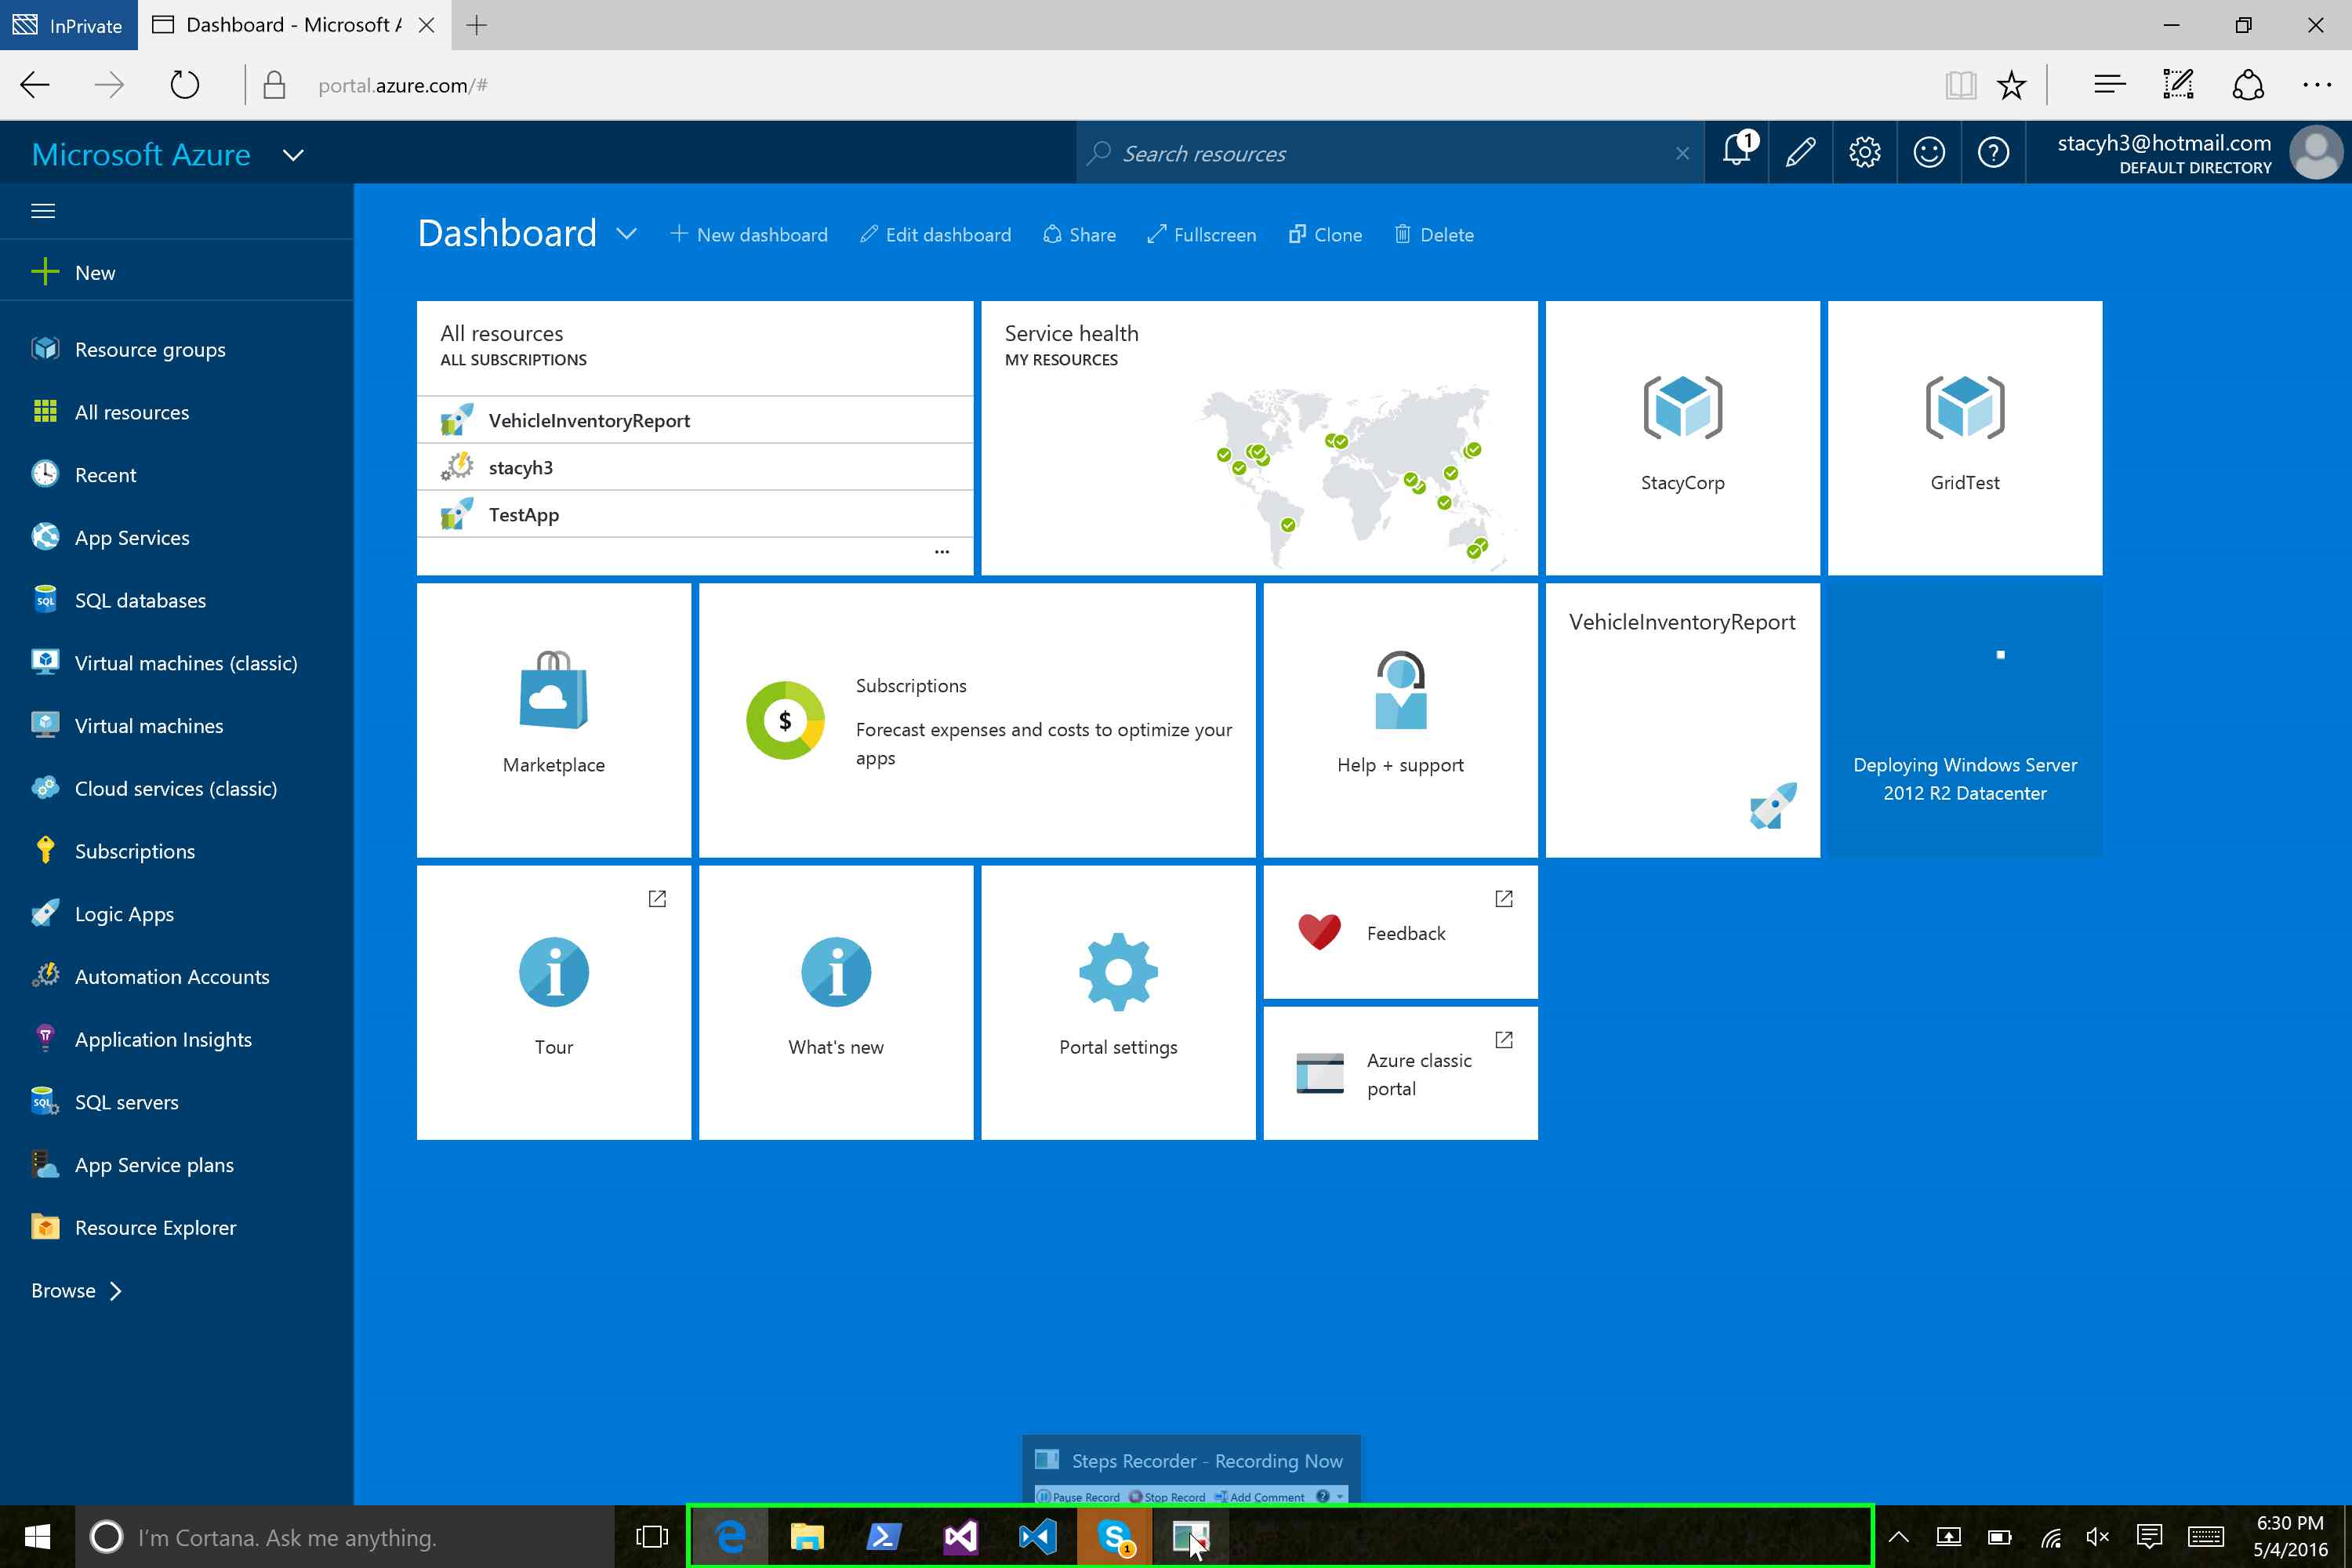 InPrivate
Dashboard - Microsoft A
portal.azure.com/#
Microsoft Azure
Search resources
1
stacyh3@hotmail.com
DEFAULT DIRECTORY
Dashboard
New dashboard
Edit dashboard
Share
Fullscreen
Clone
Delete
New
Resource groups
All resources
Recent
App Services
SQL databases
Virtual machines (classic)
Virtual machines
Cloud services (classic)
Subscriptions
Logic Apps
Automation Accounts
Application Insights
SQL servers
App Service plans
Resource Explorer
Browse
All resources
ALL SUBSCRIPTIONS
VehicleInventoryReport
stacyh3
TestApp
Service health
MY RESOURCES
StacyCorp
GridTest
Marketplace
$
Subscriptions
Forecast expenses and costs to optimize your
apps
Help + support
VehicleInventoryReport
Deploying Windows Server
2012 R2 Datacenter
Tour
What's new
Portal settings
Feedback
Azure classic
portal
Steps Recorder - Recording Now
Pause Record
Stop Record
Add Comment
I'm Cortana. Ask me anything.
1
6:30 PM
5/4/2016